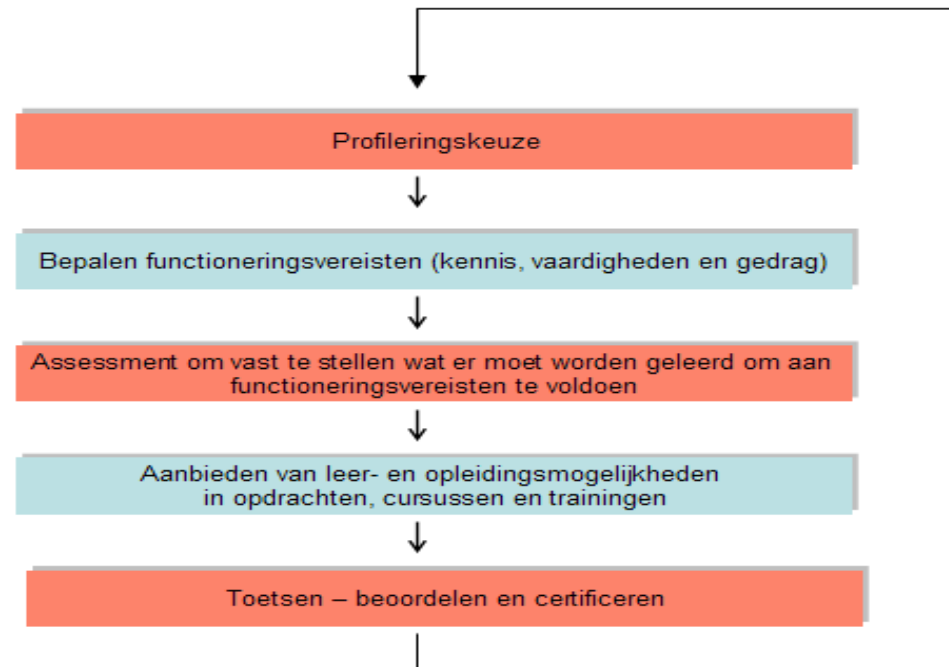 Profileringskeuze
Bepalen functioneringsvereisten (kennis, vaardigheden en gedrag)
Assessment om vast te stellen wat er moet worden geleerd om aan
functioneringsvereisten te voldoen
Aanbieden van leer- en opleidingsmogelijkheden
in opdrachten, cursussen en trainingen
Toetsen – beoordelen en certificeren